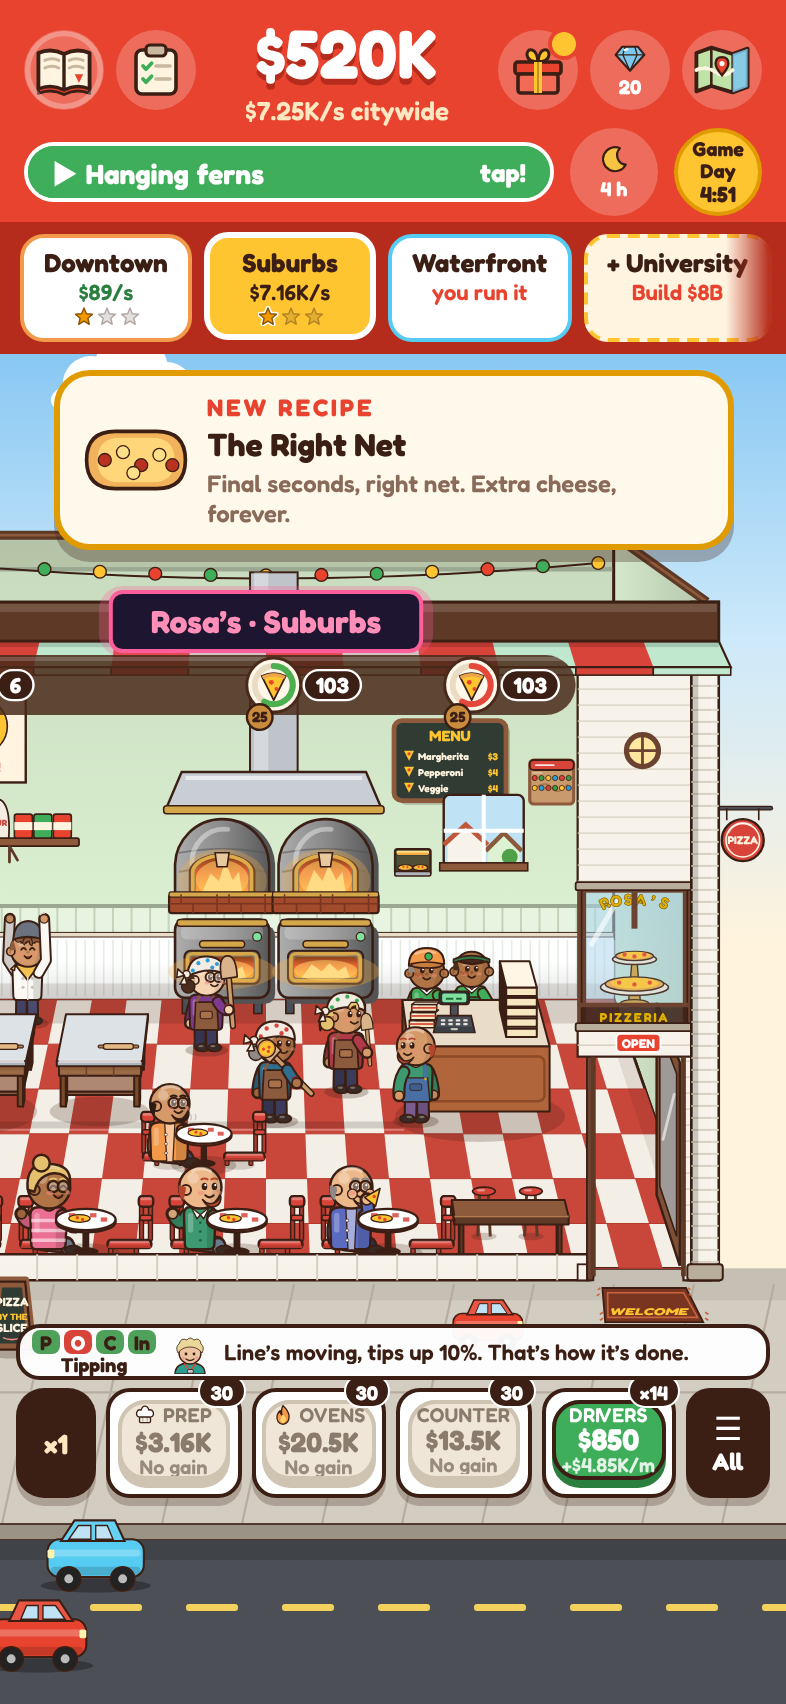 $520K
$7.25K/s citywide
20
▶ Hanging ferns tap!
4 h
Game
Day
4:51
Downtown
$89/s
Suburbs
$7.16K/s
Waterfront
you run it
+ University
Build $8B
NEW RECIPE
The Right Net
Final seconds, right net. Extra cheese,
forever.
Rosa's · Suburbs
6
103
103
25
25
MENU
Margherita $3
Pepperoni $4
Veggie $4
PIZZA
ROSA'S
PIZZERIA
OPEN
WELCOME
PIZZA
BY THE
SLICE
P O C In
Tipping
Line's moving, tips up 10%. That's how it's done.
x1
30
PREP
$3.16K
No gain
30
OVENS
$20.5K
No gain
30
COUNTER
$13.5K
No gain
x14
DRIVERS
$850
+$4.85K/m
All